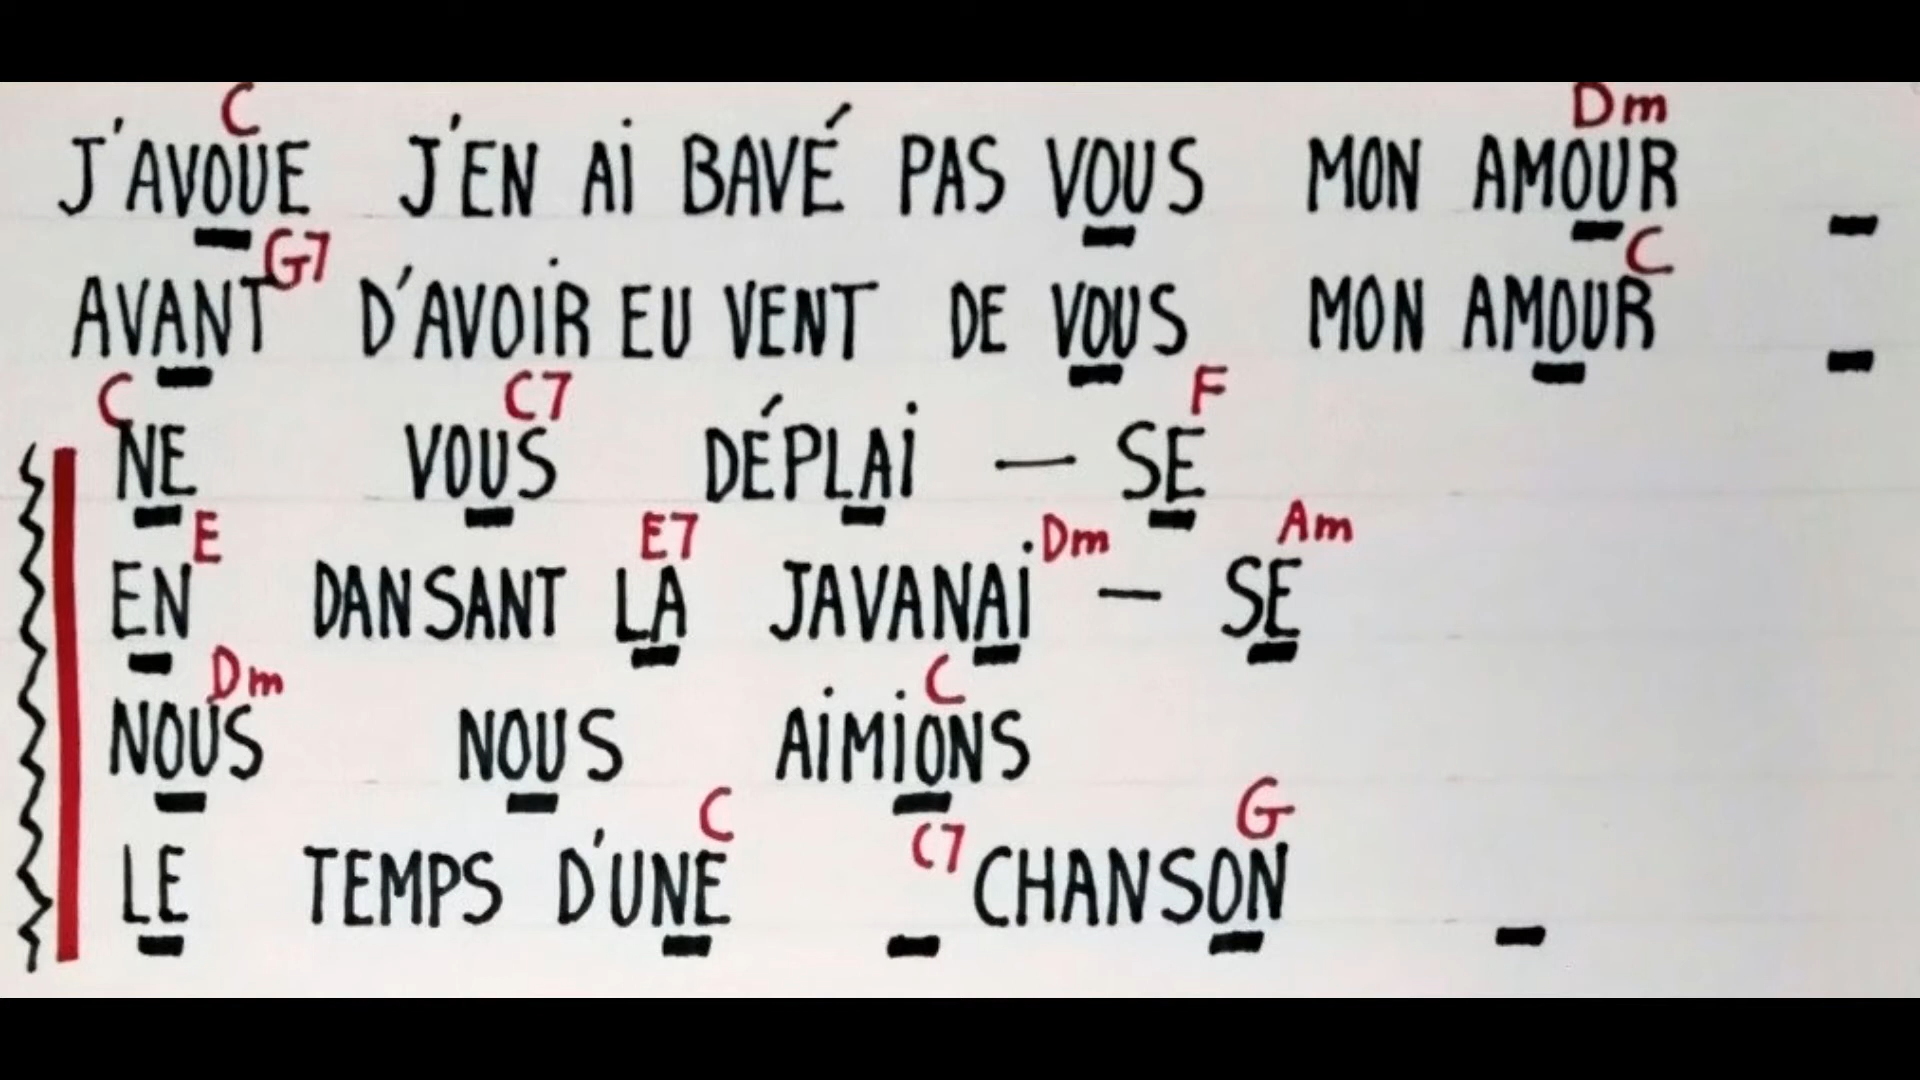 C Dm
J'AVOUE J'EN AI BAVÉ PAS VOUS MON AMOUR
G7 C
AVANT D'AVOIR EU VENT DE VOUS MON AMOUR
C C7 F
NE VOUS DÉPLAI — SE
E E7 Dm Am
EN DANSANT LA JAVANAI — SE
Dm C
NOUS NOUS AIMIONS
C C7 G
LE TEMPS D'UNE CHANSON